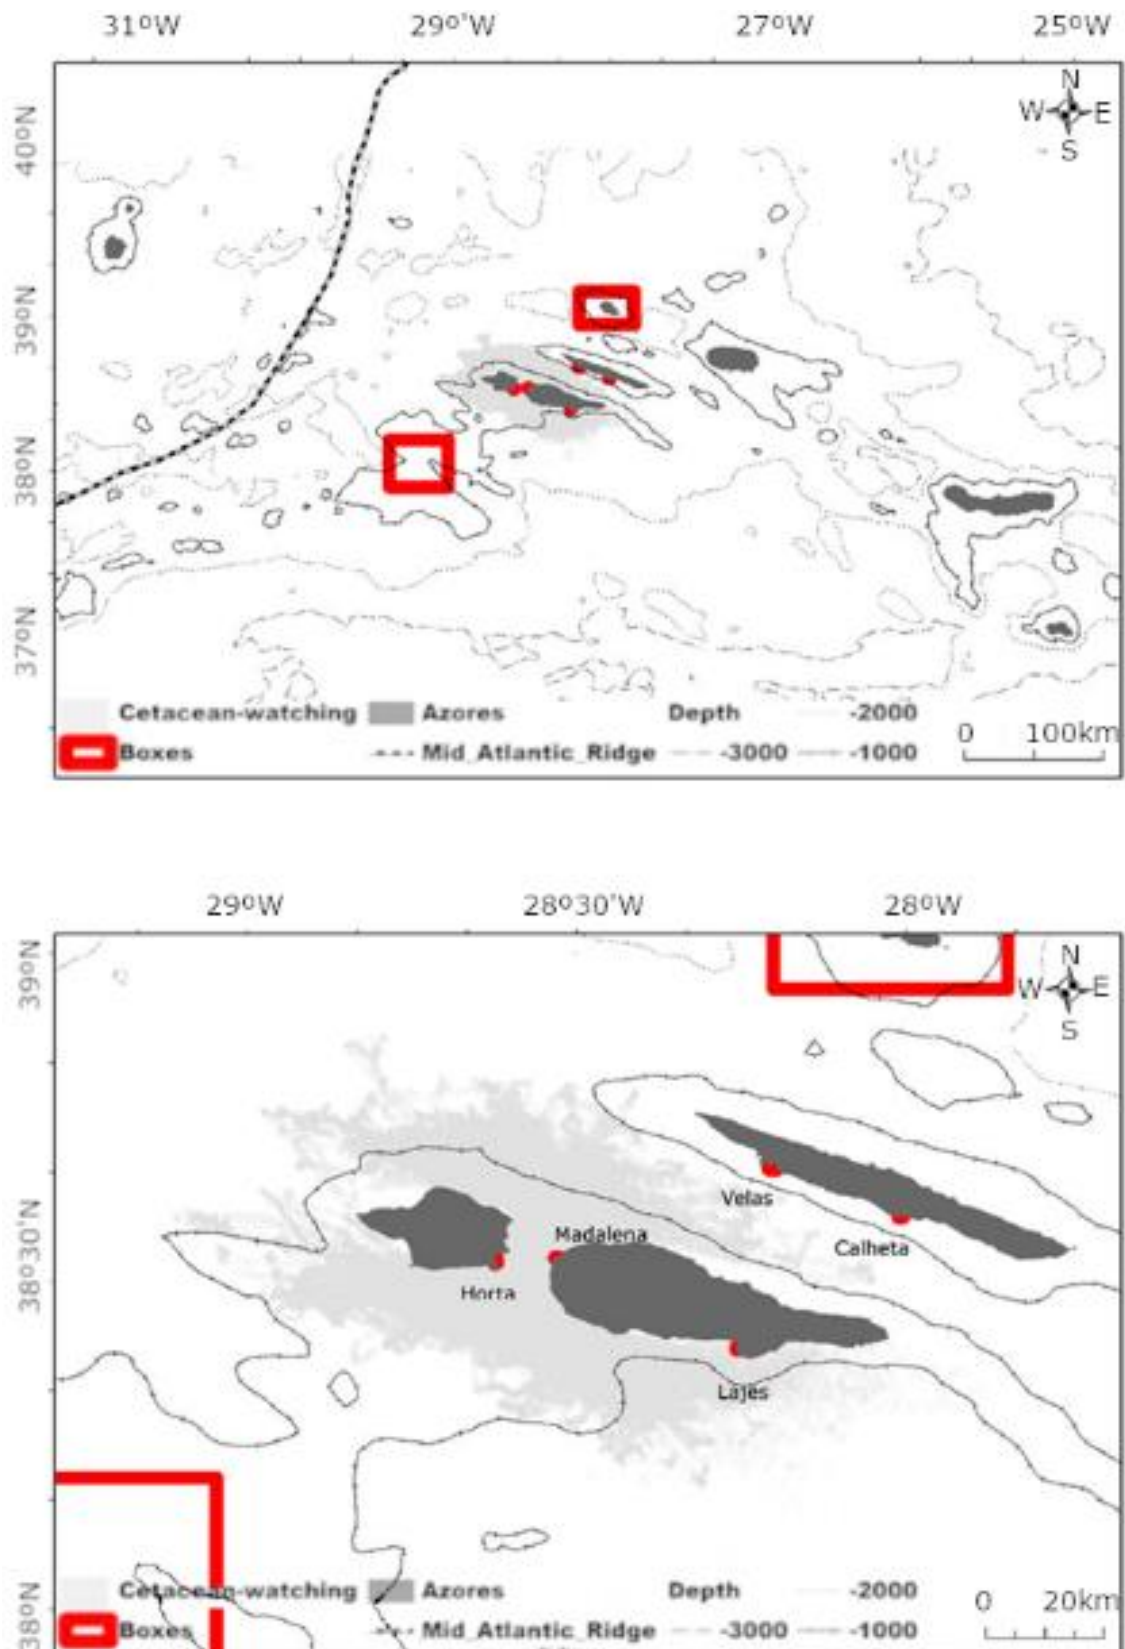 31ºW 29º'W 27ºW 25ºW
40ºN
39ºN
38ºN
37ºN
N
W E
S
Cetacean-watching Azores Depth -2000
Boxes Mid_Atlantic_Ridge -3000 -1000
0 100km
29ºW 28º30'W 28ºW
39ºN
38º30'N
38ºN
N
W E
S
Velas
Calheta
Madalena
Horta
Lajes
Cetacean-watching Azores Depth -2000
Boxes Mid_Atlantic_Ridge -3000 -1000
0 20km